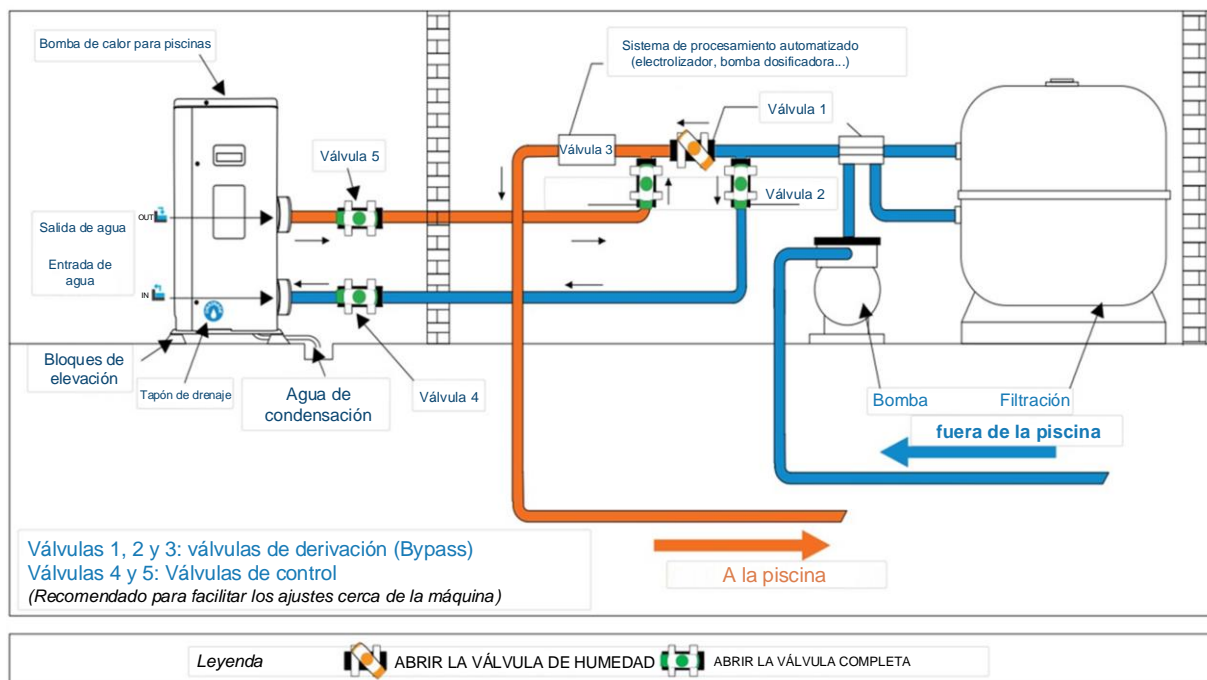 Bomba de calor para piscinas
Sistema de procesamiento automatizado
(electrolizador, bomba dosificadora...)
Válvula 1
Válvula 5
Válvula 3
Válvula 2
OUT
Salida de agua
Entrada de
agua
IN
Bloques de
elevación
Tapón de drenaje
Agua de
condensación
Válvula 4
Bomba
Filtración
fuera de la piscina
Válvulas 1, 2 y 3: válvulas de derivación (Bypass)
Válvulas 4 y 5: Válvulas de control
(Recomendado para facilitar los ajustes cerca de la máquina)
A la piscina
Leyenda
ABRIR LA VÁLVULA DE HUMEDAD
ABRIR LA VÁLVULA COMPLETA